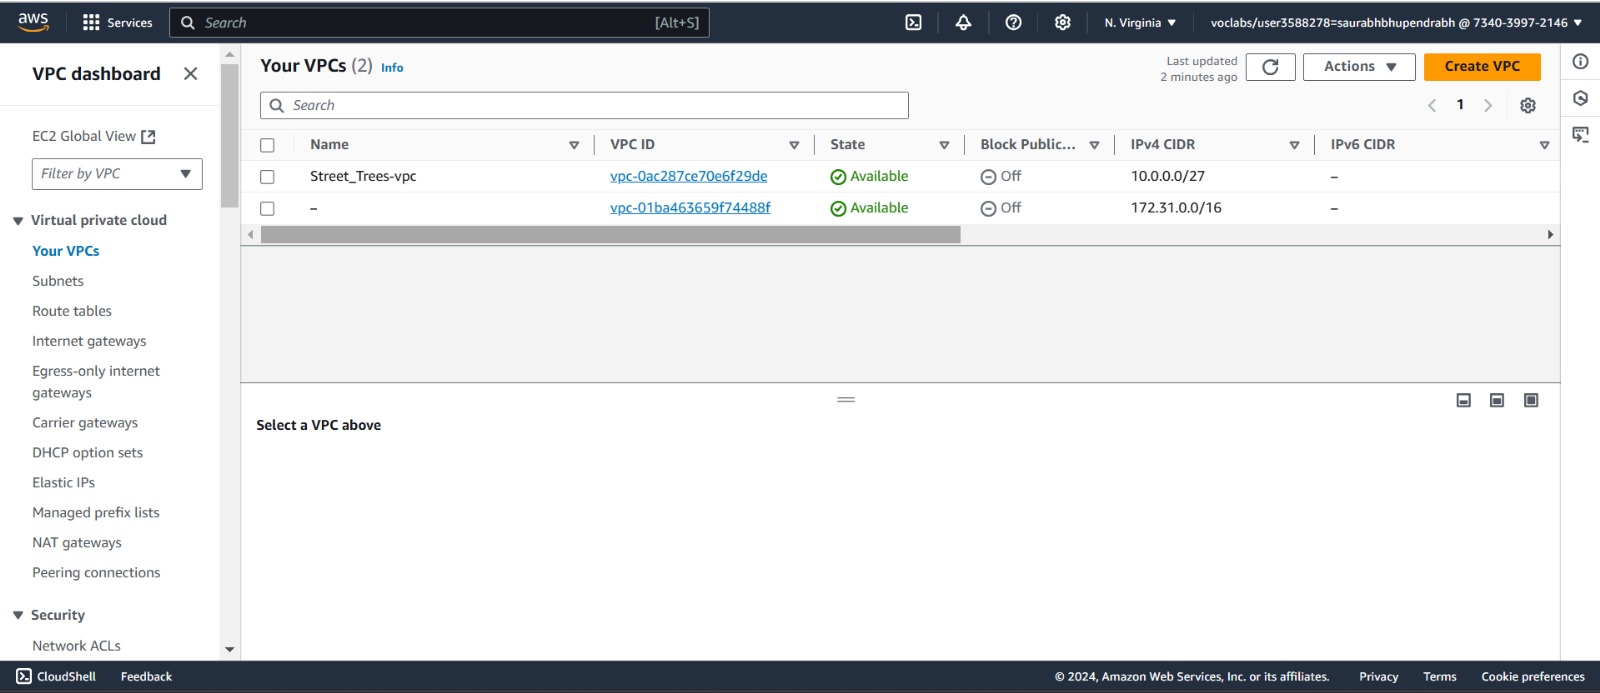 aws
Services
Search
[Alt+S]
N. Virginia
voclabs/user3588278=saurabhbhupendrabh @ 7340-3997-2146
VPC dashboard
EC2 Global View
Filter by VPC
Virtual private cloud
Your VPCs
Subnets
Route tables
Internet gateways
Egress-only internet
gateways
Carrier gateways
DHCP option sets
Elastic IPs
Managed prefix lists
NAT gateways
Peering connections
Security
Network ACLs
Your VPCs (2) Info
Last updated
2 minutes ago
Actions
Create VPC
Search
1
Name VPC ID State Block Public... IPv4 CIDR IPv6 CIDR
Street_Trees-vpc vpc-0ac287ce70e6f29de Available Off 10.0.0.0/27 –
– vpc-01ba463659f74488f Available Off 172.31.0.0/16 –
Select a VPC above
CloudShell
Feedback
© 2024, Amazon Web Services, Inc. or its affiliates.
Privacy
Terms
Cookie preferences